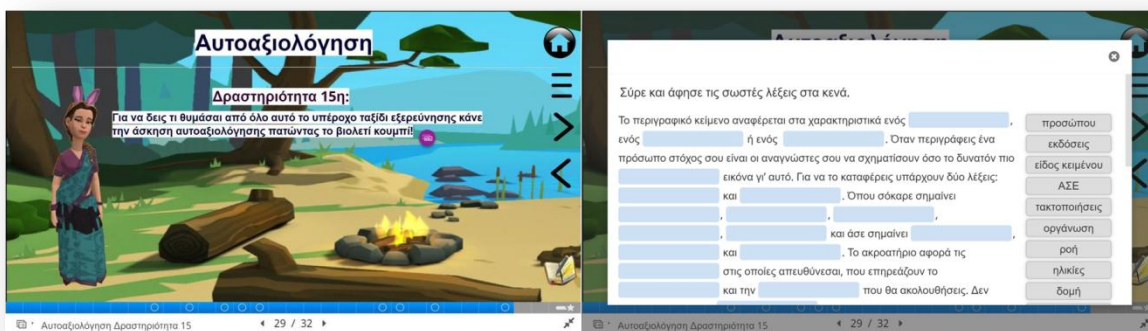 Αυτοαξιολόγηση
Δραστηριότητα 15η:
Για να δεις τι θυμάσαι από όλο αυτό το υπέροχο ταξίδι εξερεύνησης κάνε
την άσκηση αυτοαξιολόγησης πατώντας το βιολετί κουμπί!
Αυτοαξιολόγηση Δραστηριότητα 15
29 / 32
Σύρε και άφησε τις σωστές λέξεις στα κενά.
Το περιγραφικό κείμενο αναφέρεται στα χαρακτηριστικά ενός ,
ενός ή ενός . Όταν περιγράφεις ένα
πρόσωπο στόχος σου είναι οι αναγνώστες σου να σχηματίσουν όσο το δυνατόν πιο
εικόνα γι' αυτό. Για να το καταφέρεις υπάρχουν δύο λέξεις:
και . Όπου σόκαρε σημαίνει
, , ,
, και άσε σημαίνει ,
και . Το ακροατήριο αφορά τις
στις οποίες απευθύνεσαι, που επηρεάζουν το
και την που θα ακολουθήσεις. Δεν
προσώπου
εκδόσεις
είδος κειμένου
ΑΣΕ
τακτοποιήσεις
οργάνωση
ροή
ηλικίες
δομή
Αυτοαξιολόγηση Δραστηριότητα 15
29 / 32